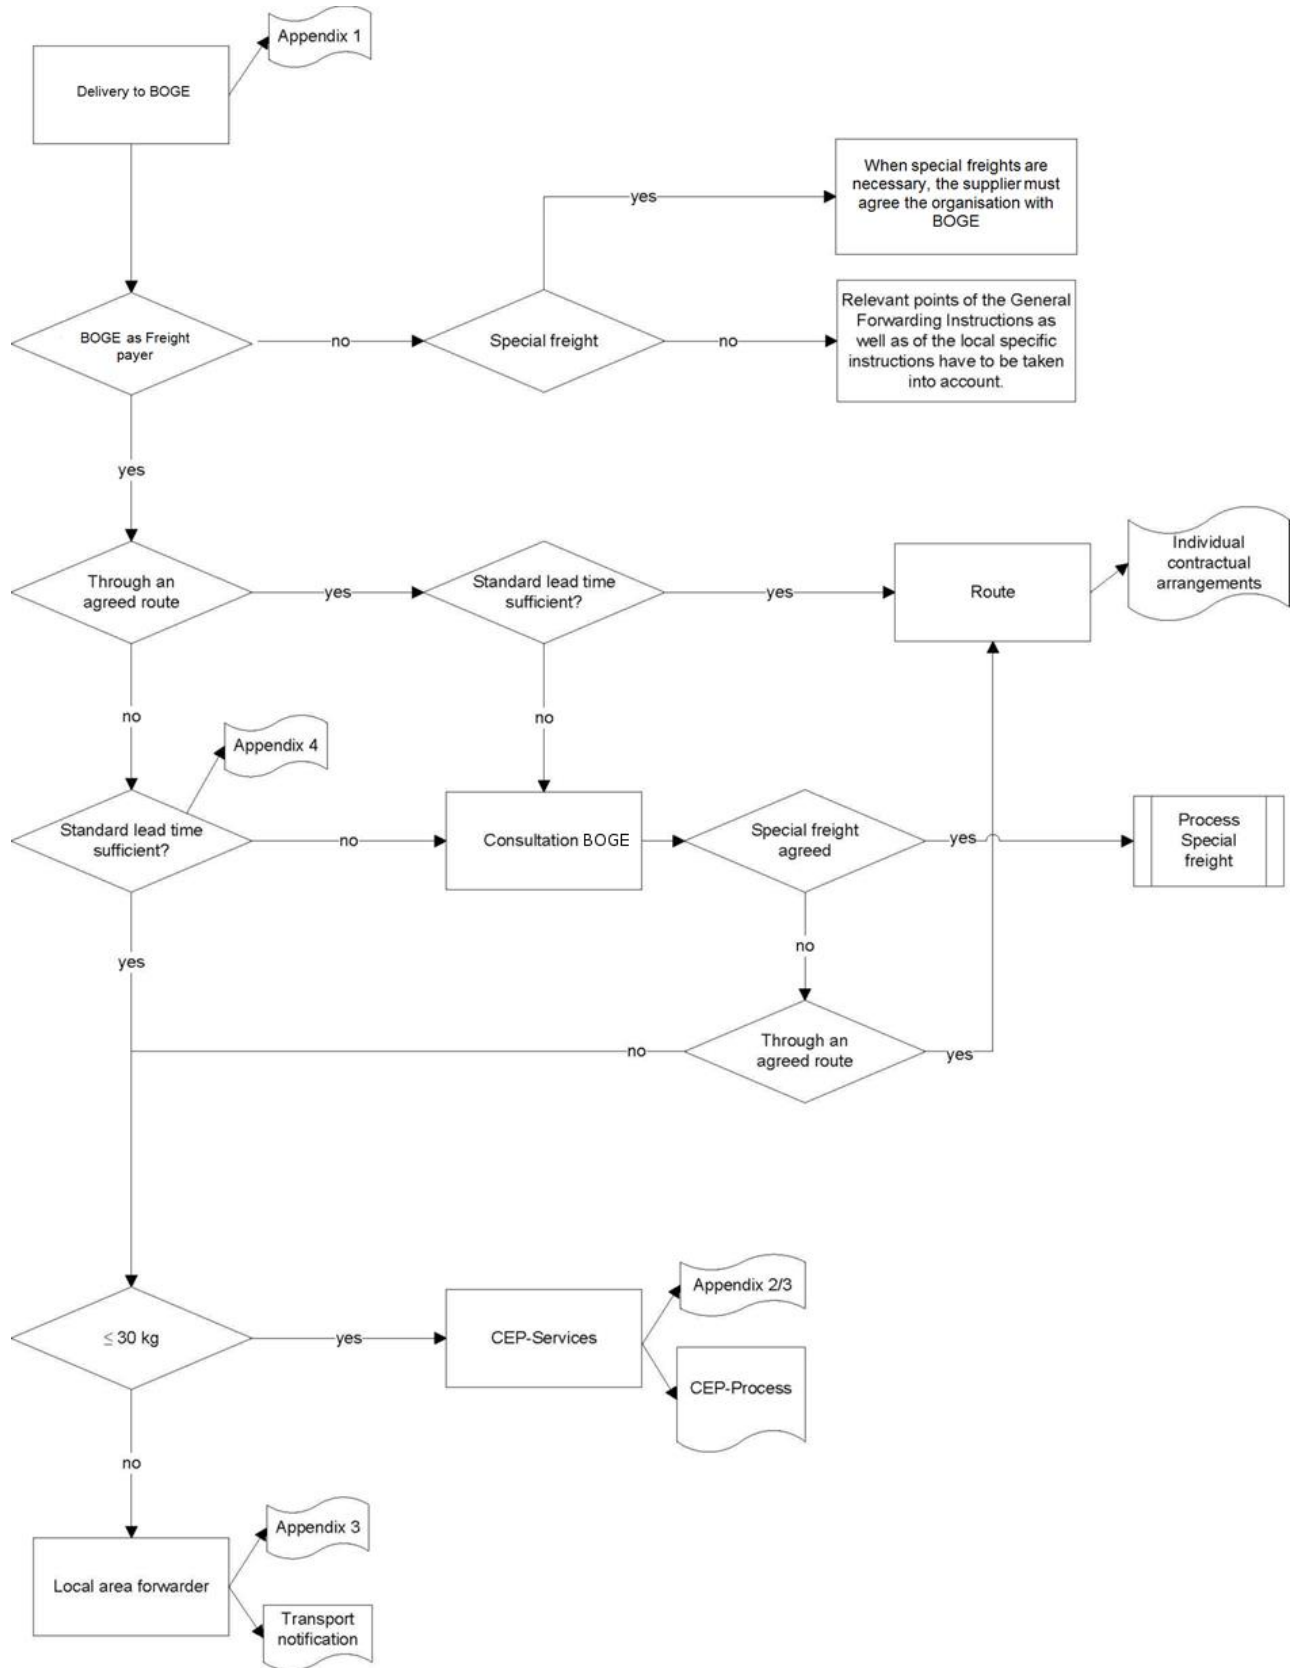 Appendix 1
Delivery to BOGE
When special freights are
necessary, the supplier must
agree the organisation with
BOGE
yes
BOGE as Freight
payer
no
Special freight
no
Relevant points of the General
Forwarding Instructions as
well as of the local specific
instructions have to be taken
into account.
yes
Through an
agreed route
yes
Standard lead time
sufficient?
yes
Route
Individual
contractual
arrangements
no
no
Appendix 4
Standard lead time
sufficient?
no
Consultation BOGE
Special freight
agreed
yes
Process
Special
freight
yes
no
Through an
agreed route
no
yes
≤ 30 kg
yes
CEP-Services
Appendix 2/3
CEP-Process
no
Local area forwarder
Appendix 3
Transport
notification